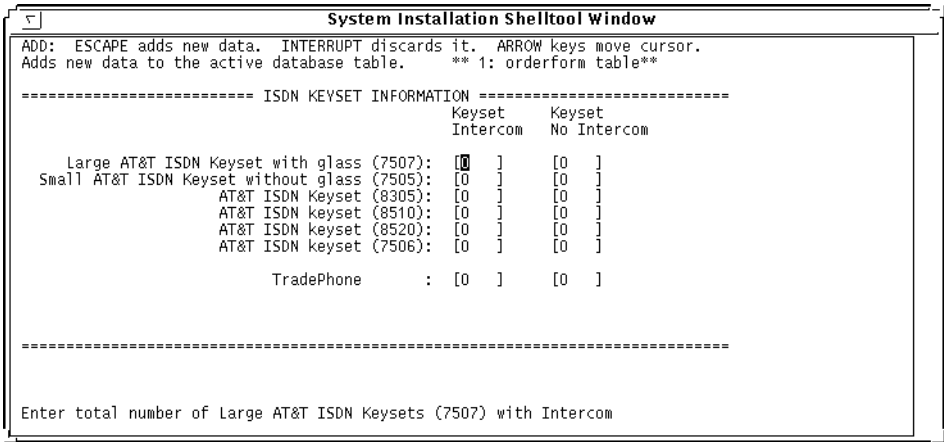 System Installation Shelltool Window
ADD:  ESCAPE adds new data.  INTERRUPT discards it.  ARROW keys move cursor.
Adds new data to the active database table.     ** 1: orderform table**
========================== ISDN KEYSET INFORMATION ============================
Keyset     Keyset
Intercom   No Intercom
Large AT&T ISDN Keyset with glass (7507):  [0   ]     [0   ]
Small AT&T ISDN Keyset without glass (7505):  [0   ]     [0   ]
AT&T ISDN Keyset (8305):  [0   ]     [0   ]
AT&T ISDN keyset (8510):  [0   ]     [0   ]
AT&T ISDN keyset (8520):  [0   ]     [0   ]
AT&T ISDN keyset (7506):  [0   ]     [0   ]
TradePhone       :  [0   ]     [0   ]
===============================================================================
Enter total number of Large AT&T ISDN Keysets (7507) with Intercom